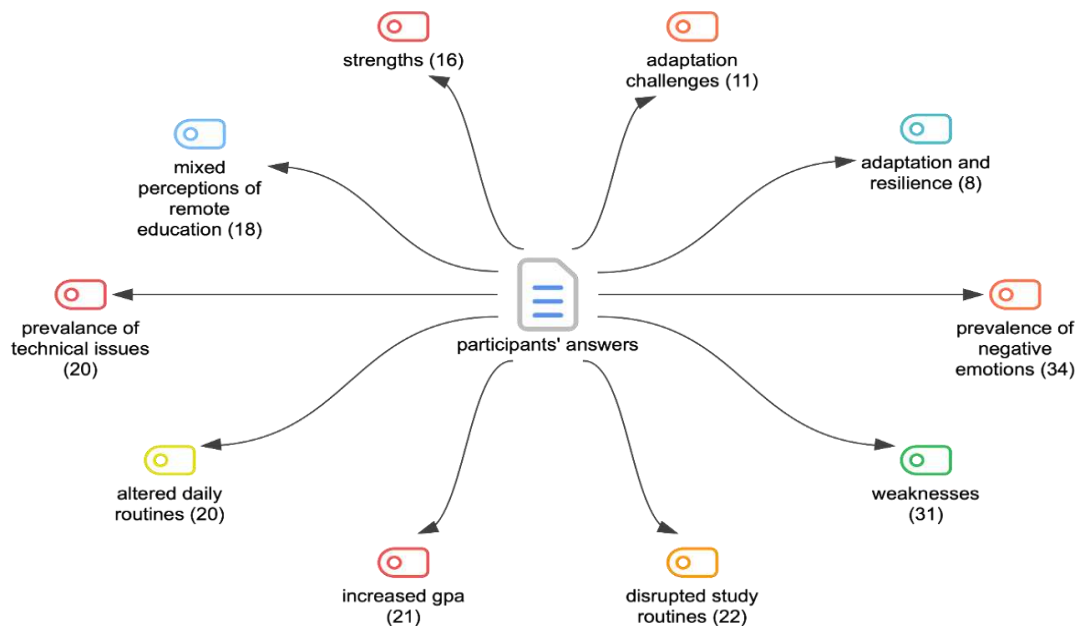 strengths (16)
adaptation
challenges (11)
mixed
perceptions of
remote
education (18)
adaptation and
resilience (8)
prevalance of
technical issues
(20)
participants' answers
prevalence of
negative
emotions (34)
altered daily
routines (20)
weaknesses
(31)
increased gpa
(21)
disrupted study
routines (22)